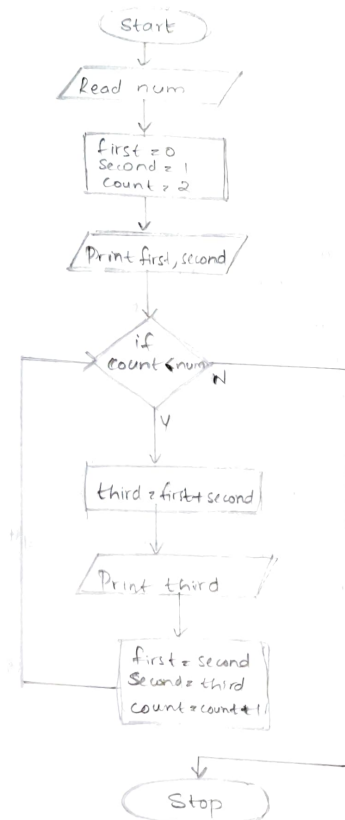 Start
Read num
first = 0
second = 1
count = 2
Print first, second
if
count < num
N
Y
third = first + second
Print third
first = second
Second = third
count = count + 1
Stop